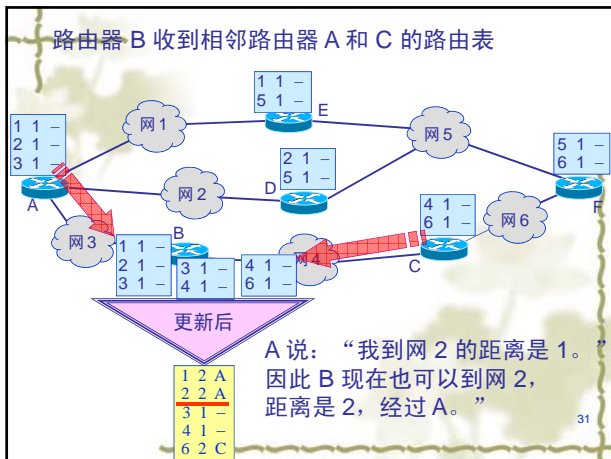 路由器 B 收到相邻路由器 A 和 C 的路由表
1 1 –
5 1 –
E
网1
网5
1 1 –
2 1 –
3 1 –
A
2 1 –
5 1 –
D
网2
5 1 –
6 1 –
F
4 1 –
6 1 –
C
网6
网3
B
网4
1 1 –
2 1 –
3 1 –
3 1 –
4 1 –
4 1 –
6 1 –
更新后
1 2 A
2 2 A
3 1 –
4 1 –
6 2 C
A 说：“我到网 2 的距离是 1。”
因此 B 现在也可以到网 2，
距离是 2，经过 A。”
31